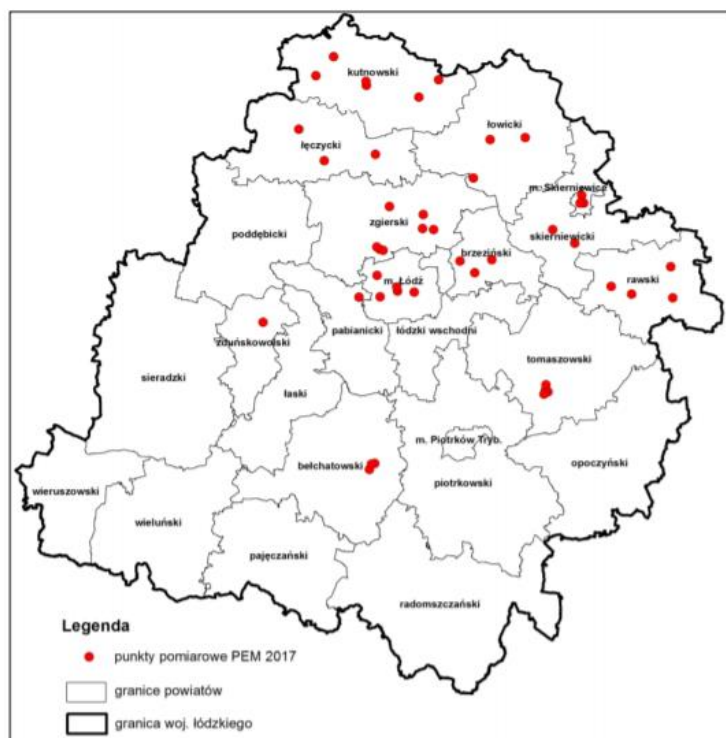 kutnowski
łowicki
łęczycki
m. Skierniewice
zgierski
poddębicki
skierniewicki
brzeziński
rawski
m. Łódź
pabianicki
łódzki wschodni
zduńskowolski
tomaszowski
sieradzki
łaski
m. Piotrków Tryb.
bełchatowski
opoczyński
piotrkowski
wieruszowski
wieluński
pajęczański
radomszczański
Legenda
punkty pomiarowe PEM 2017
granice powiatów
granica woj. łódzkiego